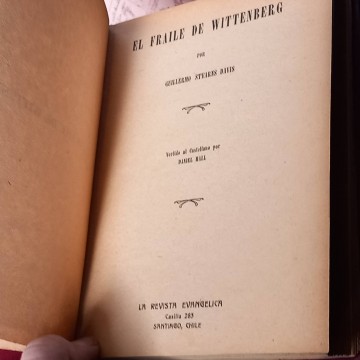 EL FRAILE DE WITTENBERG
POR
GUILLERMO STEARNS DAVIS
Vertido al Castellano por
DANIEL HALL
LA REVISTA EVANGELICA
Casilla 283
SANTIAGO, CHILE